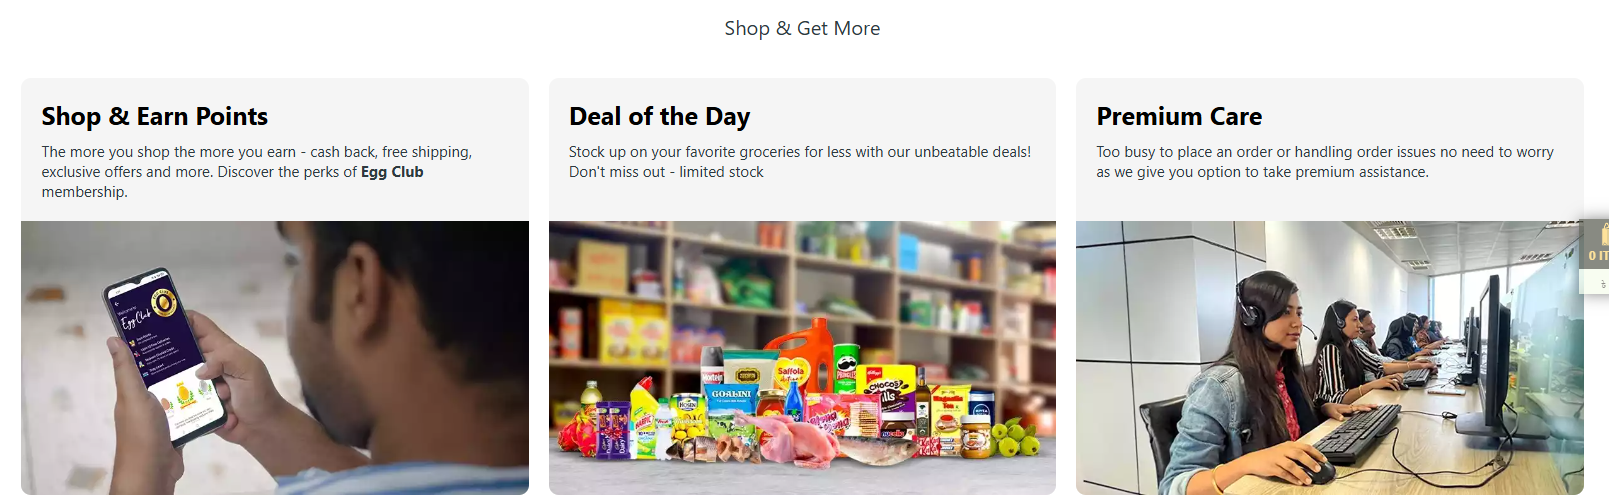 Shop & Get More
Shop & Earn Points
The more you shop the more you earn - cash back, free shipping,
exclusive offers and more. Discover the perks of Egg Club
membership.
Deal of the Day
Stock up on your favorite groceries for less with our unbeatable deals!
Don't miss out - limited stock
Premium Care
Too busy to place an order or handling order issues no need to worry
as we give you option to take premium assistance.
0 IT
৳
Egg Club
Saffola
PRINGLES
GOALINI
HOSEN
CHOCOS
NIVEA